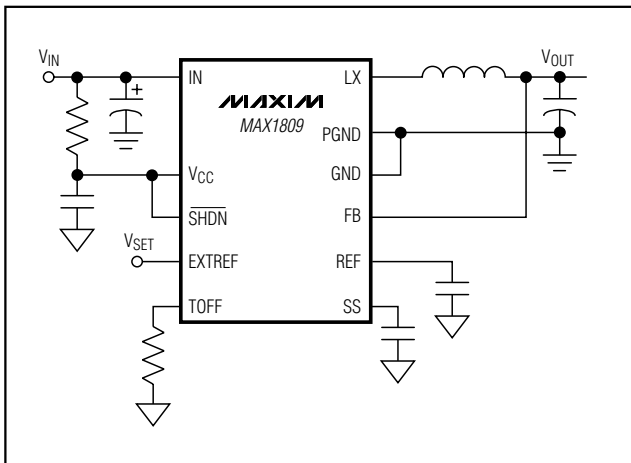 VIN
VOUT
IN
LX
+
MAXIM
MAX1809
PGND
VCC
GND
SHDN
FB
VSET
EXTREF
REF
TOFF
SS